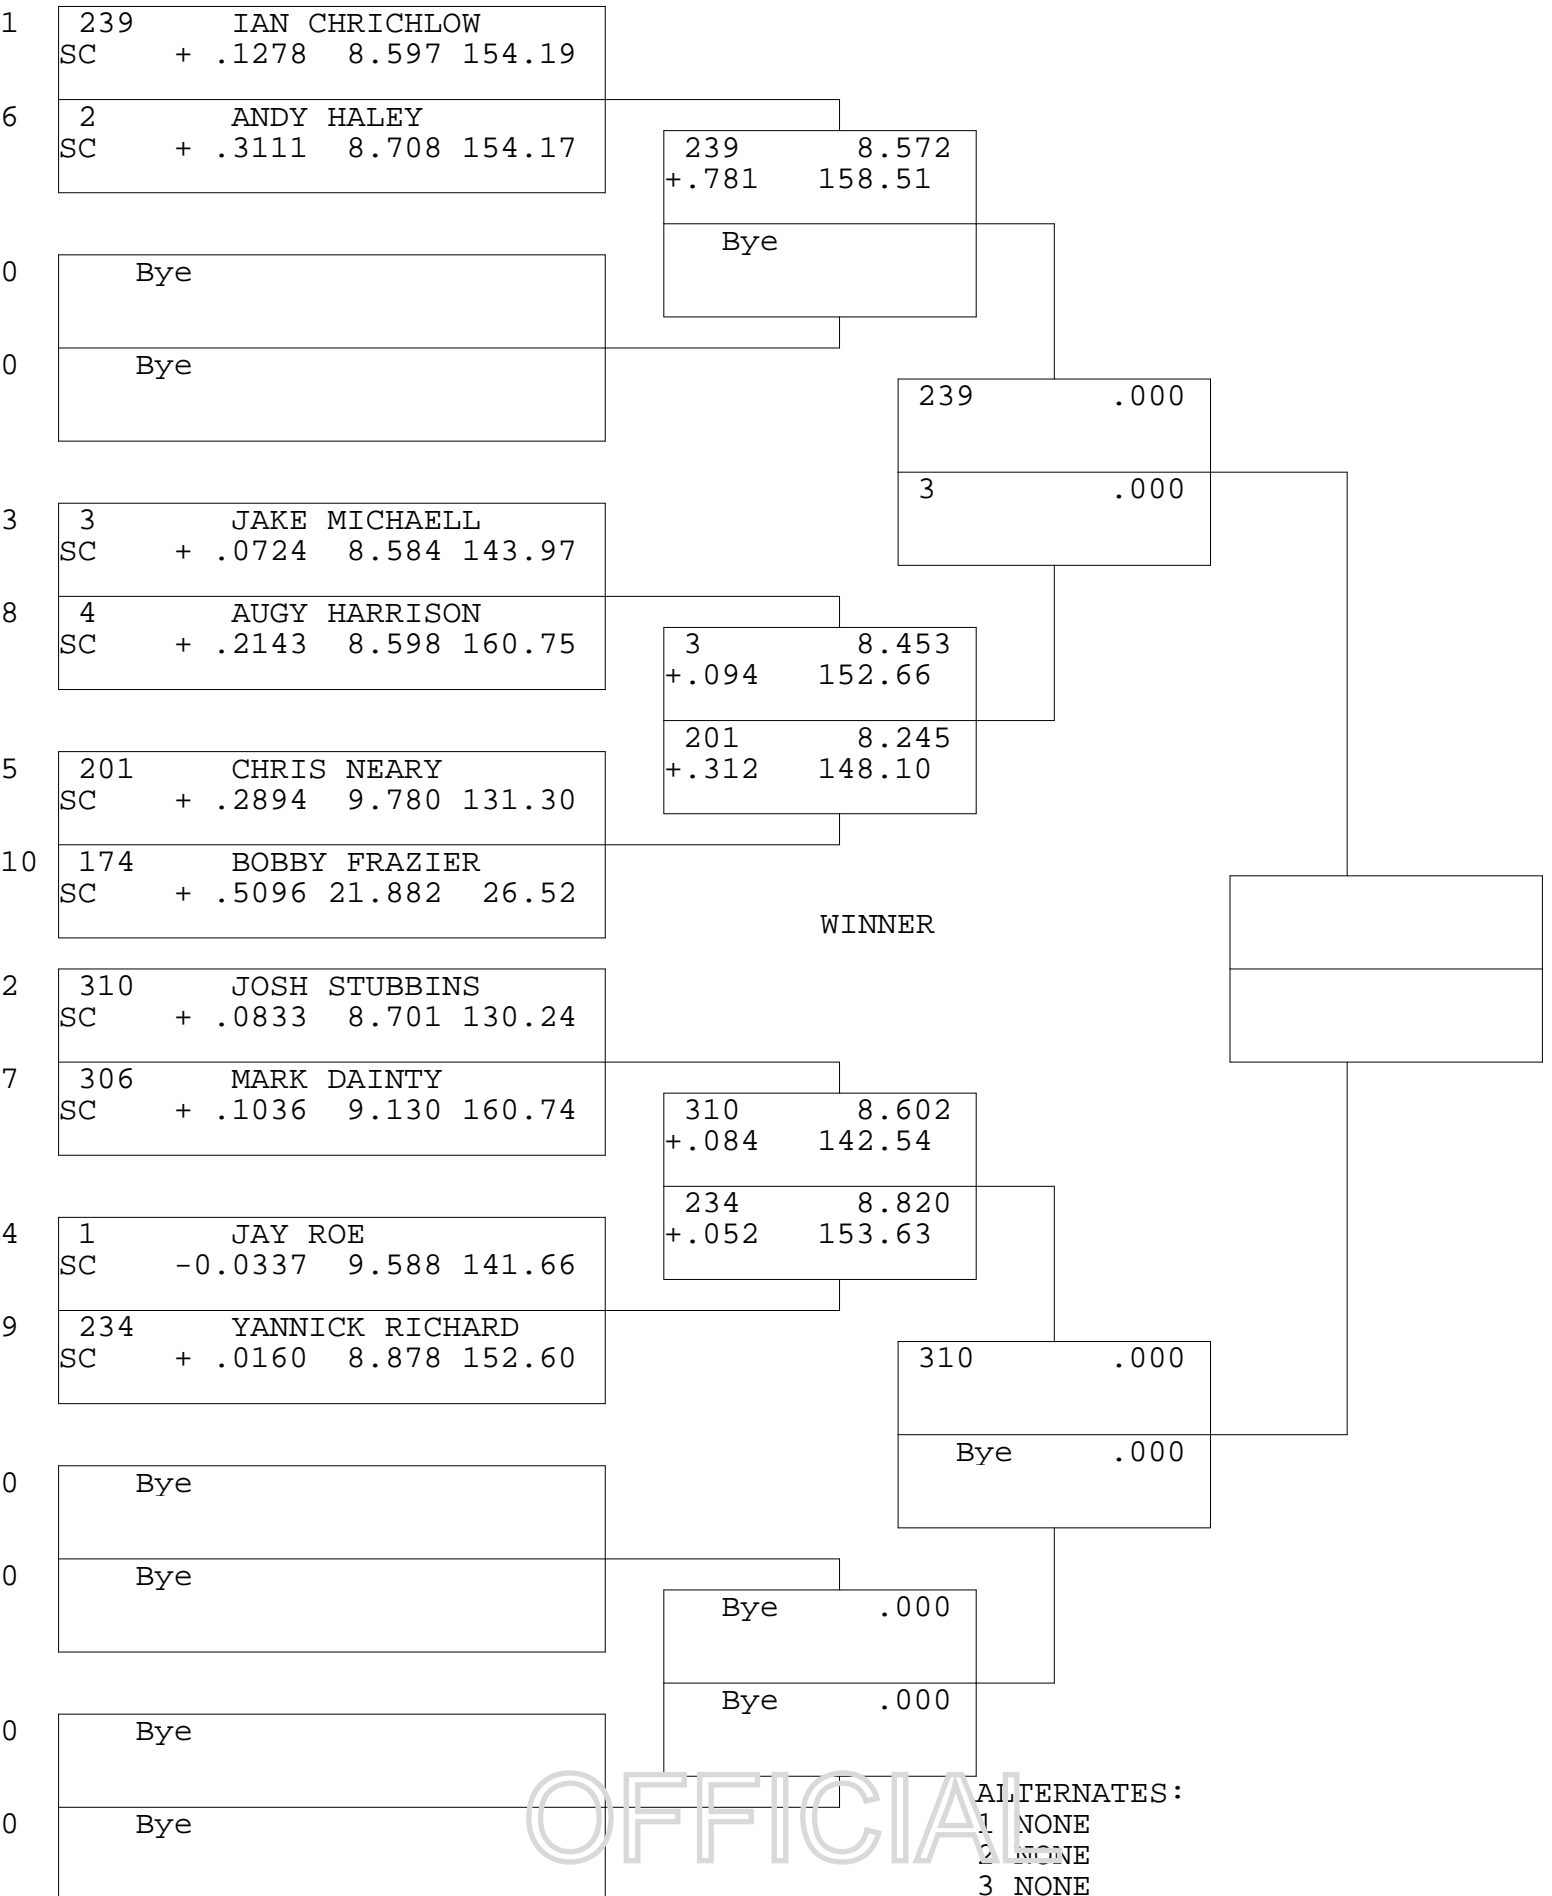 1 239 IAN CHRICHLOW
SC + .1278 8.597 154.19
6 2 ANDY HALEY
SC + .3111 8.708 154.17
239 8.572
+.781 158.51
Bye
0 Bye
0 Bye
239 .000
3 .000
3 3 JAKE MICHAELL
SC + .0724 8.584 143.97
8 4 AUGY HARRISON
SC + .2143 8.598 160.75
3 8.453
+.094 152.66
201 8.245
+.312 148.10
5 201 CHRIS NEARY
SC + .2894 9.780 131.30
10 174 BOBBY FRAZIER
SC + .5096 21.882 26.52
WINNER
2 310 JOSH STUBBINS
SC + .0833 8.701 130.24
7 306 MARK DAINTY
SC + .1036 9.130 160.74
310 8.602
+.084 142.54
234 8.820
+.052 153.63
4 1 JAY ROE
SC -0.0337 9.588 141.66
9 234 YANNICK RICHARD
SC + .0160 8.878 152.60
310 .000
Bye .000
0 Bye
0 Bye
Bye .000
Bye .000
0 Bye
0 Bye
OFFICIAL
ALTERNATES:
1 NONE
2 NONE
3 NONE